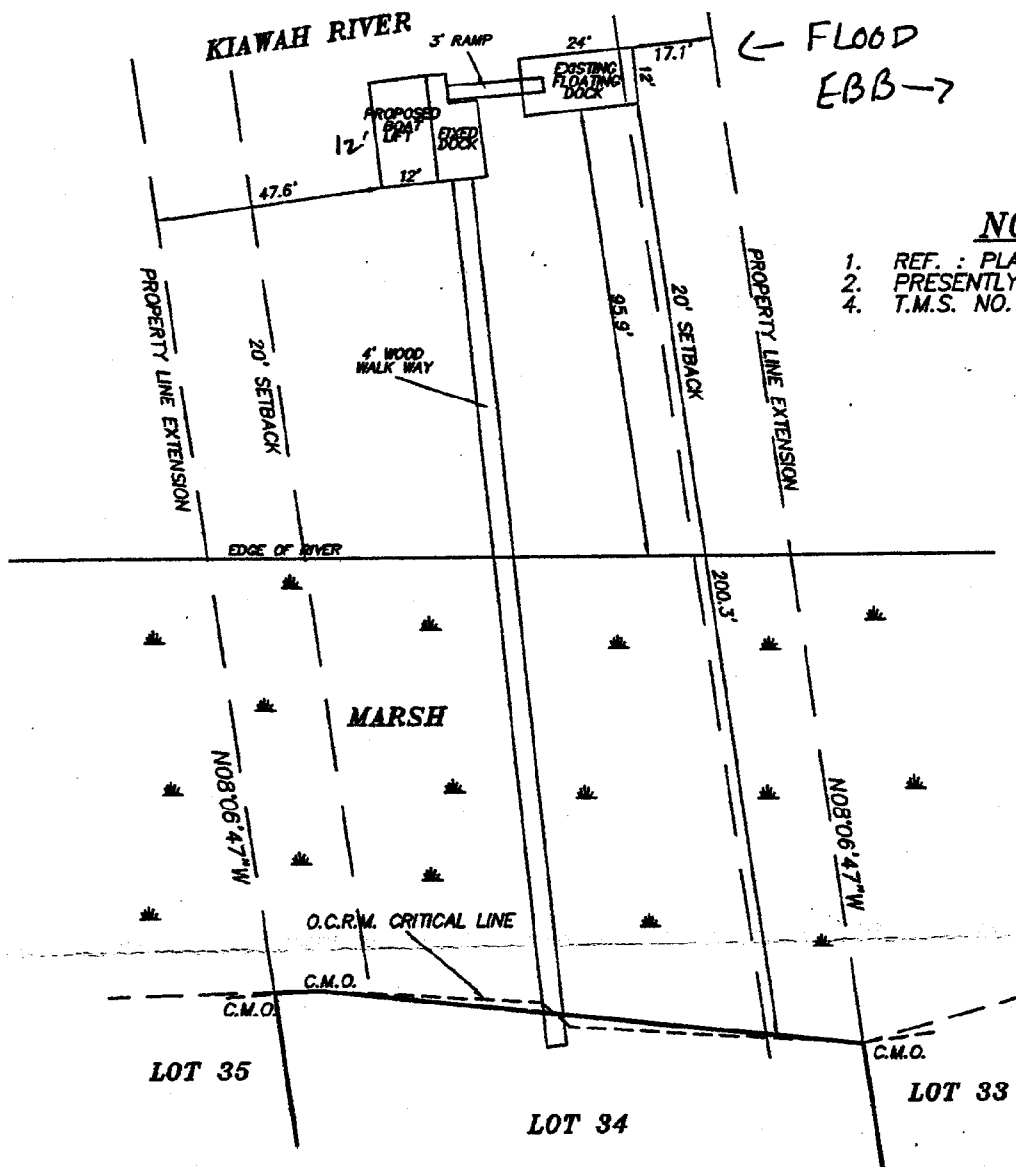 KIAWAH RIVER
3' RAMP
24'
17.1'
← FLOOD
EBB →
EXISTING
FLOATING
DOCK
12'
PROPOSED
BOAT
LIFT
FIXED
DOCK
12'
12'
47.6'
NO
1. REF. : PLA
2. PRESENTLY
4. T.M.S. NO.
PROPERTY LINE EXTENSION
20' SETBACK
4' WOOD
WALK WAY
95.9'
20' SETBACK
PROPERTY LINE EXTENSION
EDGE OF RIVER
200.3'
MARSH
N08°06'47"W
N08°06'47"W
O.C.R.M. CRITICAL LINE
C.M.O.
C.M.O.
C.M.O.
LOT 35
LOT 34
LOT 33